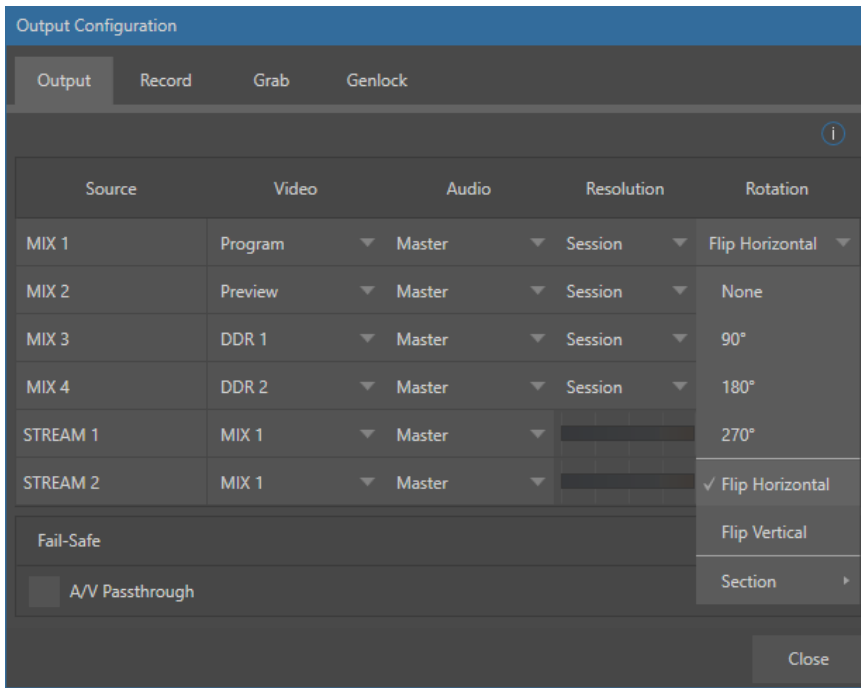 Output Configuration
Output Record Grab Genlock
i
Source Video Audio Resolution Rotation
MIX 1 Program Master Session Flip Horizontal
MIX 2 Preview Master Session None
MIX 3 DDR 1 Master Session 90°
MIX 4 DDR 2 Master Session 180°
STREAM 1 MIX 1 Master 270°
STREAM 2 MIX 1 Master ✓ Flip Horizontal
Fail-Safe Flip Vertical
A/V Passthrough Section
Close